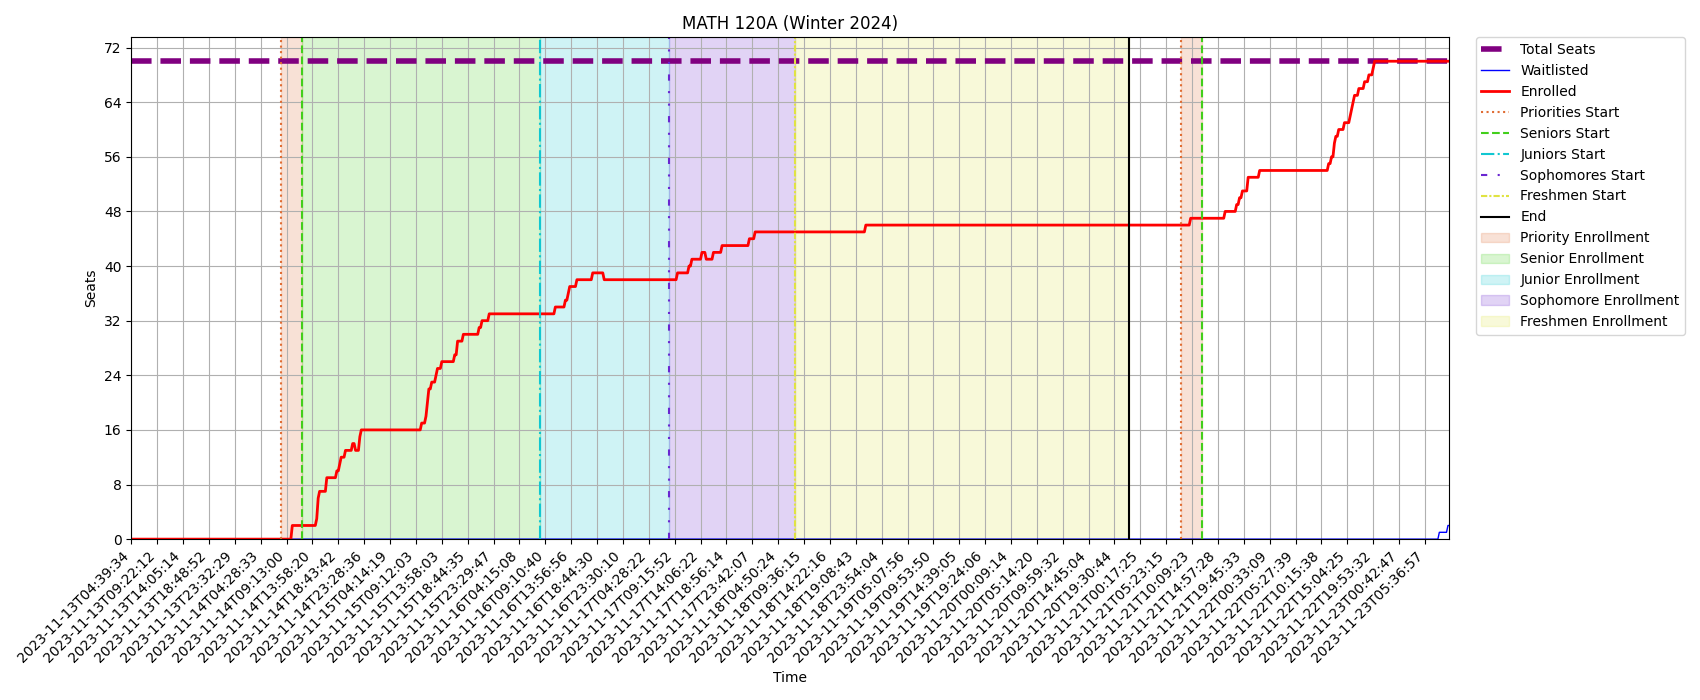 MATH 120A (Winter 2024)
Seats
72
64
56
48
40
32
24
16
8
0
2023-11-13T04:39:34
2023-11-13T09:22:12
2023-11-13T14:05:14
2023-11-13T18:48:52
2023-11-13T23:32:29
2023-11-14T04:28:33
2023-11-14T09:13:00
2023-11-14T13:58:20
2023-11-14T18:43:42
2023-11-14T23:28:36
2023-11-15T04:14:19
2023-11-15T09:12:03
2023-11-15T13:58:03
2023-11-15T18:44:35
2023-11-15T23:29:47
2023-11-16T04:15:08
2023-11-16T09:10:40
2023-11-16T13:56:56
2023-11-16T18:44:30
2023-11-16T23:30:10
2023-11-17T04:28:22
2023-11-17T09:15:52
2023-11-17T14:06:22
2023-11-17T18:56:14
2023-11-17T23:42:07
2023-11-18T04:50:24
2023-11-18T09:36:15
2023-11-18T14:22:16
2023-11-18T19:08:43
2023-11-18T23:54:04
2023-11-19T05:07:56
2023-11-19T09:53:50
2023-11-19T14:39:05
2023-11-19T19:24:06
2023-11-20T00:09:14
2023-11-20T05:14:20
2023-11-20T09:59:32
2023-11-20T14:45:04
2023-11-20T19:30:44
2023-11-21T00:17:25
2023-11-21T05:23:15
2023-11-21T10:09:23
2023-11-21T14:57:28
2023-11-21T19:45:33
2023-11-22T00:33:09
2023-11-22T05:27:39
2023-11-22T10:15:38
2023-11-22T15:04:25
2023-11-22T19:53:32
2023-11-23T00:42:47
2023-11-23T05:36:57
Time
Total Seats
Waitlisted
Enrolled
Priorities Start
Seniors Start
Juniors Start
Sophomores Start
Freshmen Start
End
Priority Enrollment
Senior Enrollment
Junior Enrollment
Sophomore Enrollment
Freshmen Enrollment